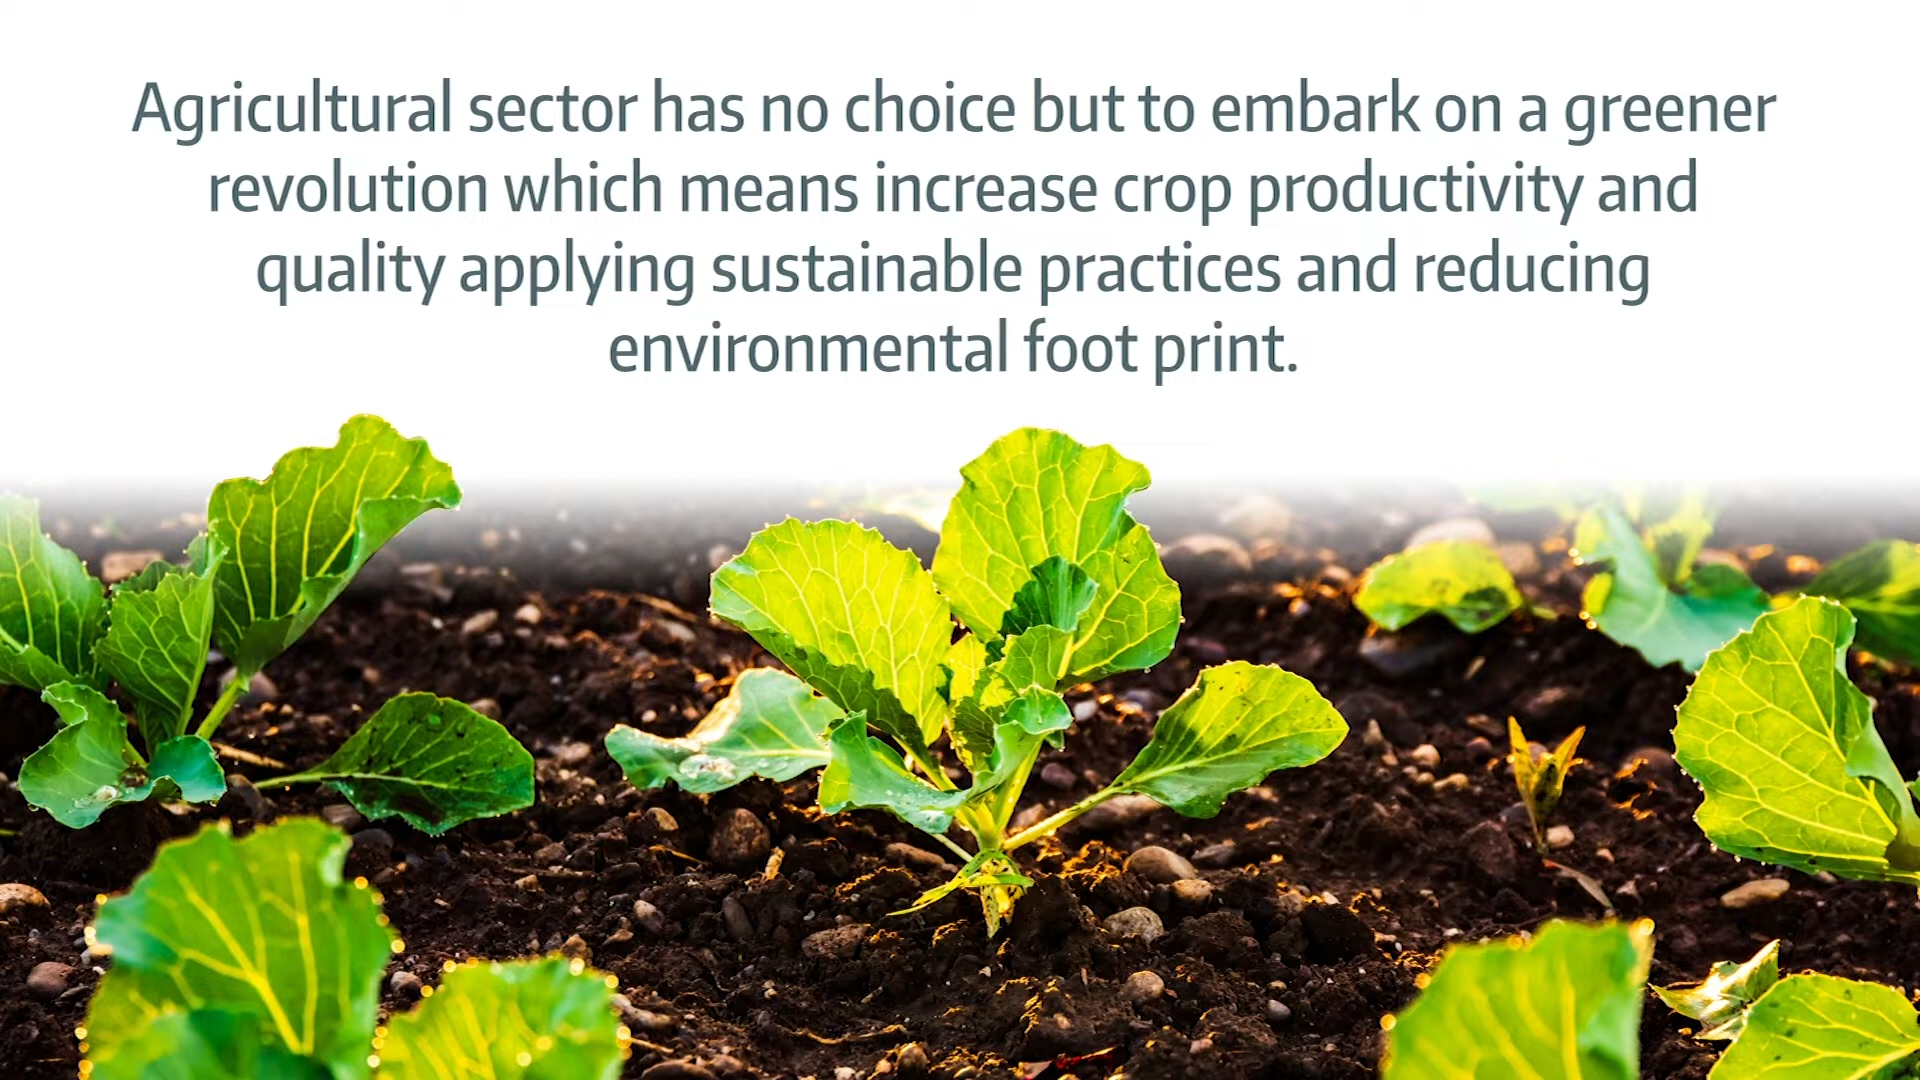 Agricultural sector has no choice but to embark on a greener
revolution which means increase crop productivity and
quality applying sustainable practices and reducing
environmental foot print.